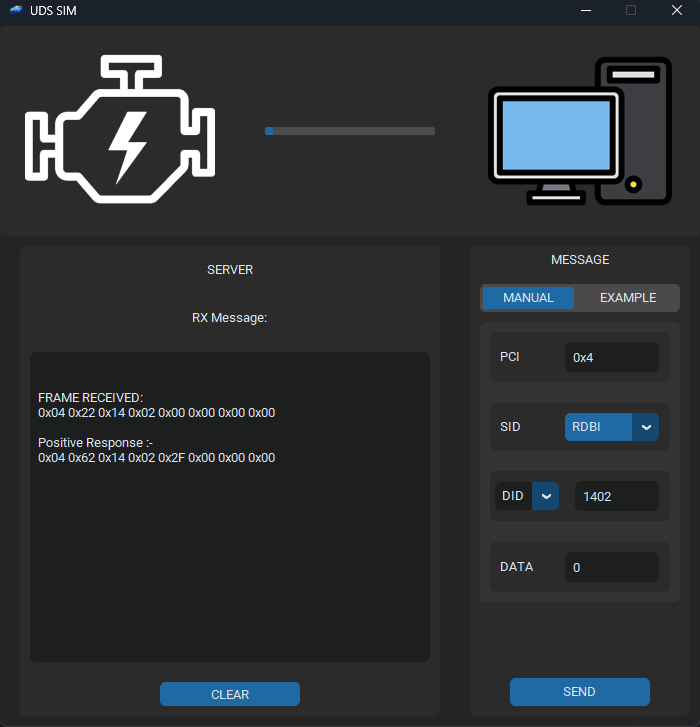 UDS SIM
SERVER
RX Message:
FRAME RECEIVED:
0x04 0x22 0x14 0x02 0x00 0x00 0x00 0x00
Positive Response :-
0x04 0x62 0x14 0x02 0x2F 0x00 0x00 0x00
CLEAR
MESSAGE
MANUAL EXAMPLE
PCI 0x4
SID RDBI
DID 1402
DATA 0
SEND